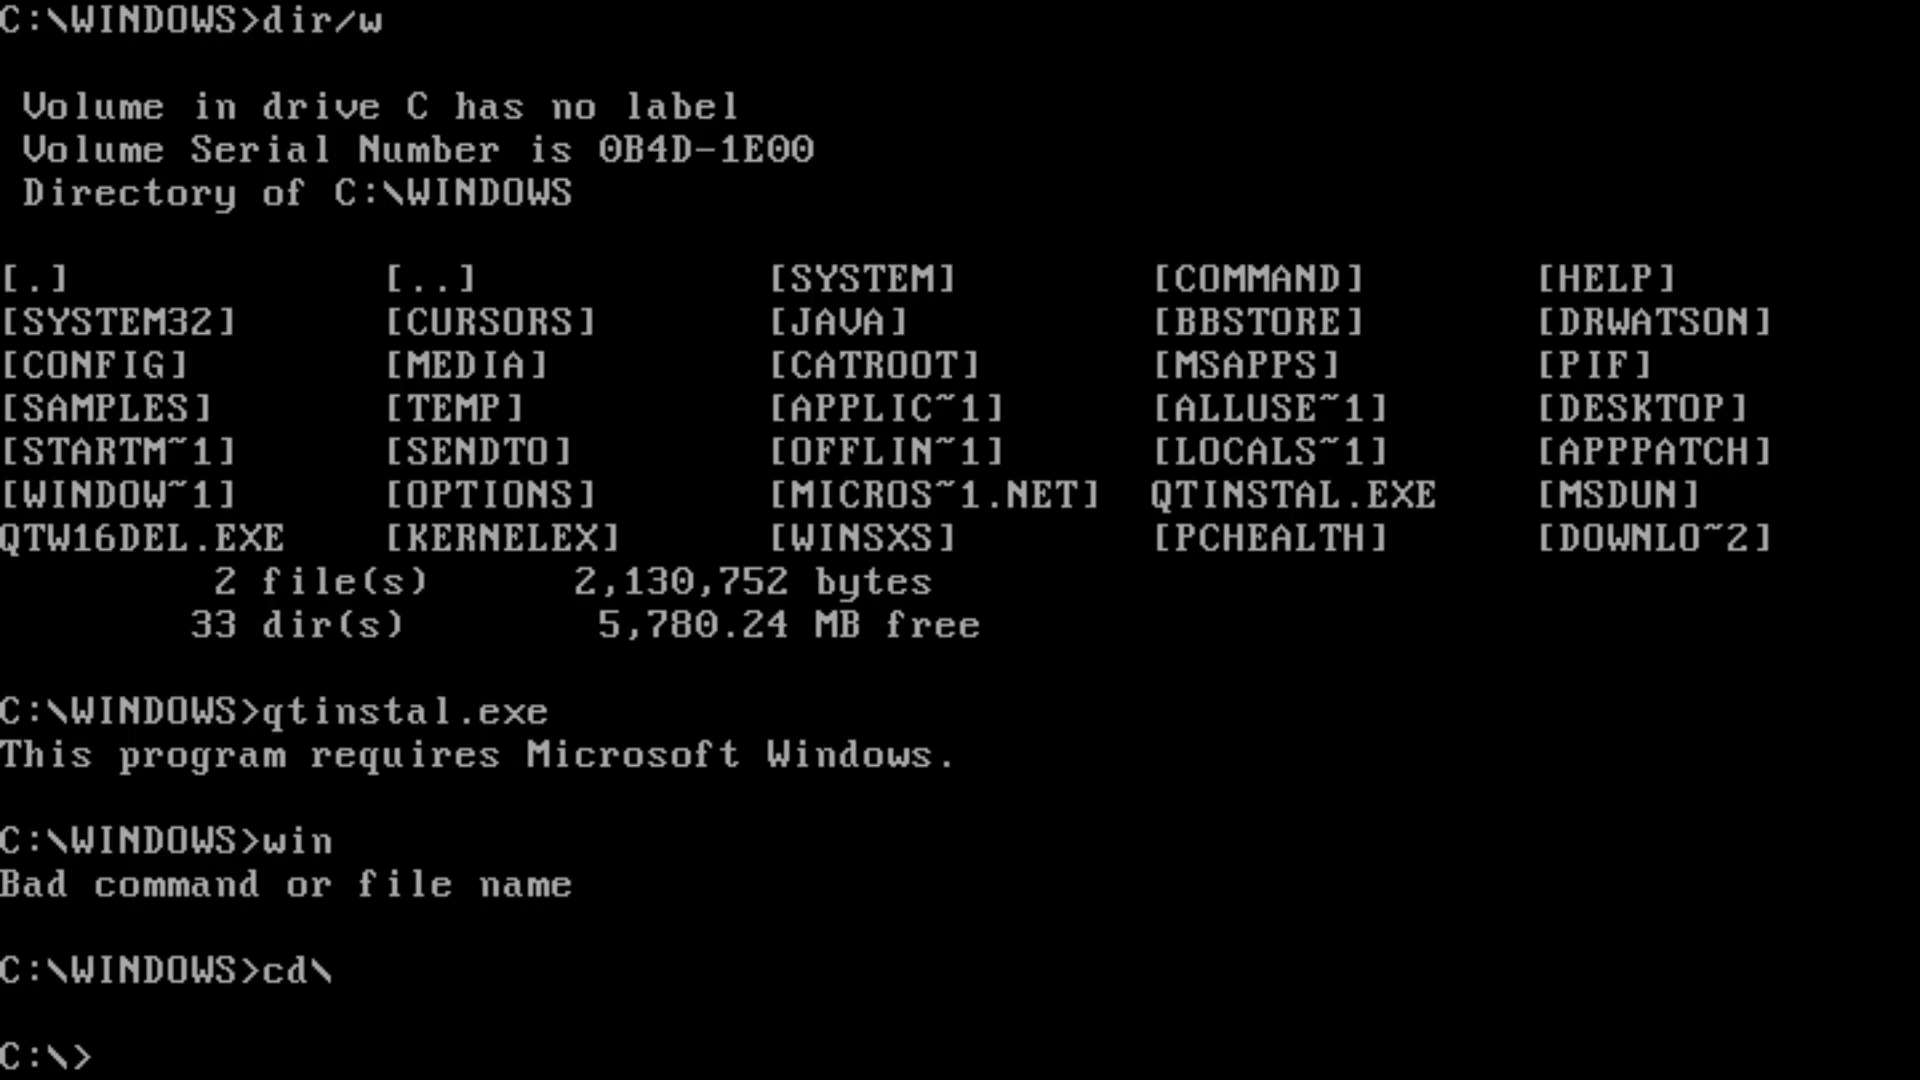 C:\WINDOWS>dir/w
Volume in drive C has no label
Volume Serial Number is 0B4D-1E00
Directory of C:\WINDOWS
[.] [..] [SYSTEM] [COMMAND] [HELP]
[SYSTEM32] [CURSORS] [JAVA] [BBSTORE] [DRWATSON]
[CONFIG] [MEDIA] [CATROOT] [MSAPPS] [PIF]
[SAMPLES] [TEMP] [APPLIC~1] [ALLUSE~1] [DESKTOP]
[STARTM~1] [SENDTO] [OFFLIN~1] [LOCALS~1] [APPPATCH]
[WINDOW~1] [OPTIONS] [MICROS~1.NET] QTINSTAL.EXE [MSDUN]
QTW16DEL.EXE [KERNELEX] [WINSXS] [PCHEALTH] [DOWNLO~2]
2 file(s) 2,130,752 bytes
33 dir(s) 5,780.24 MB free
C:\WINDOWS>qtinstal.exe
This program requires Microsoft Windows.
C:\WINDOWS>win
Bad command or file name
C:\WINDOWS>cd\
C:\>